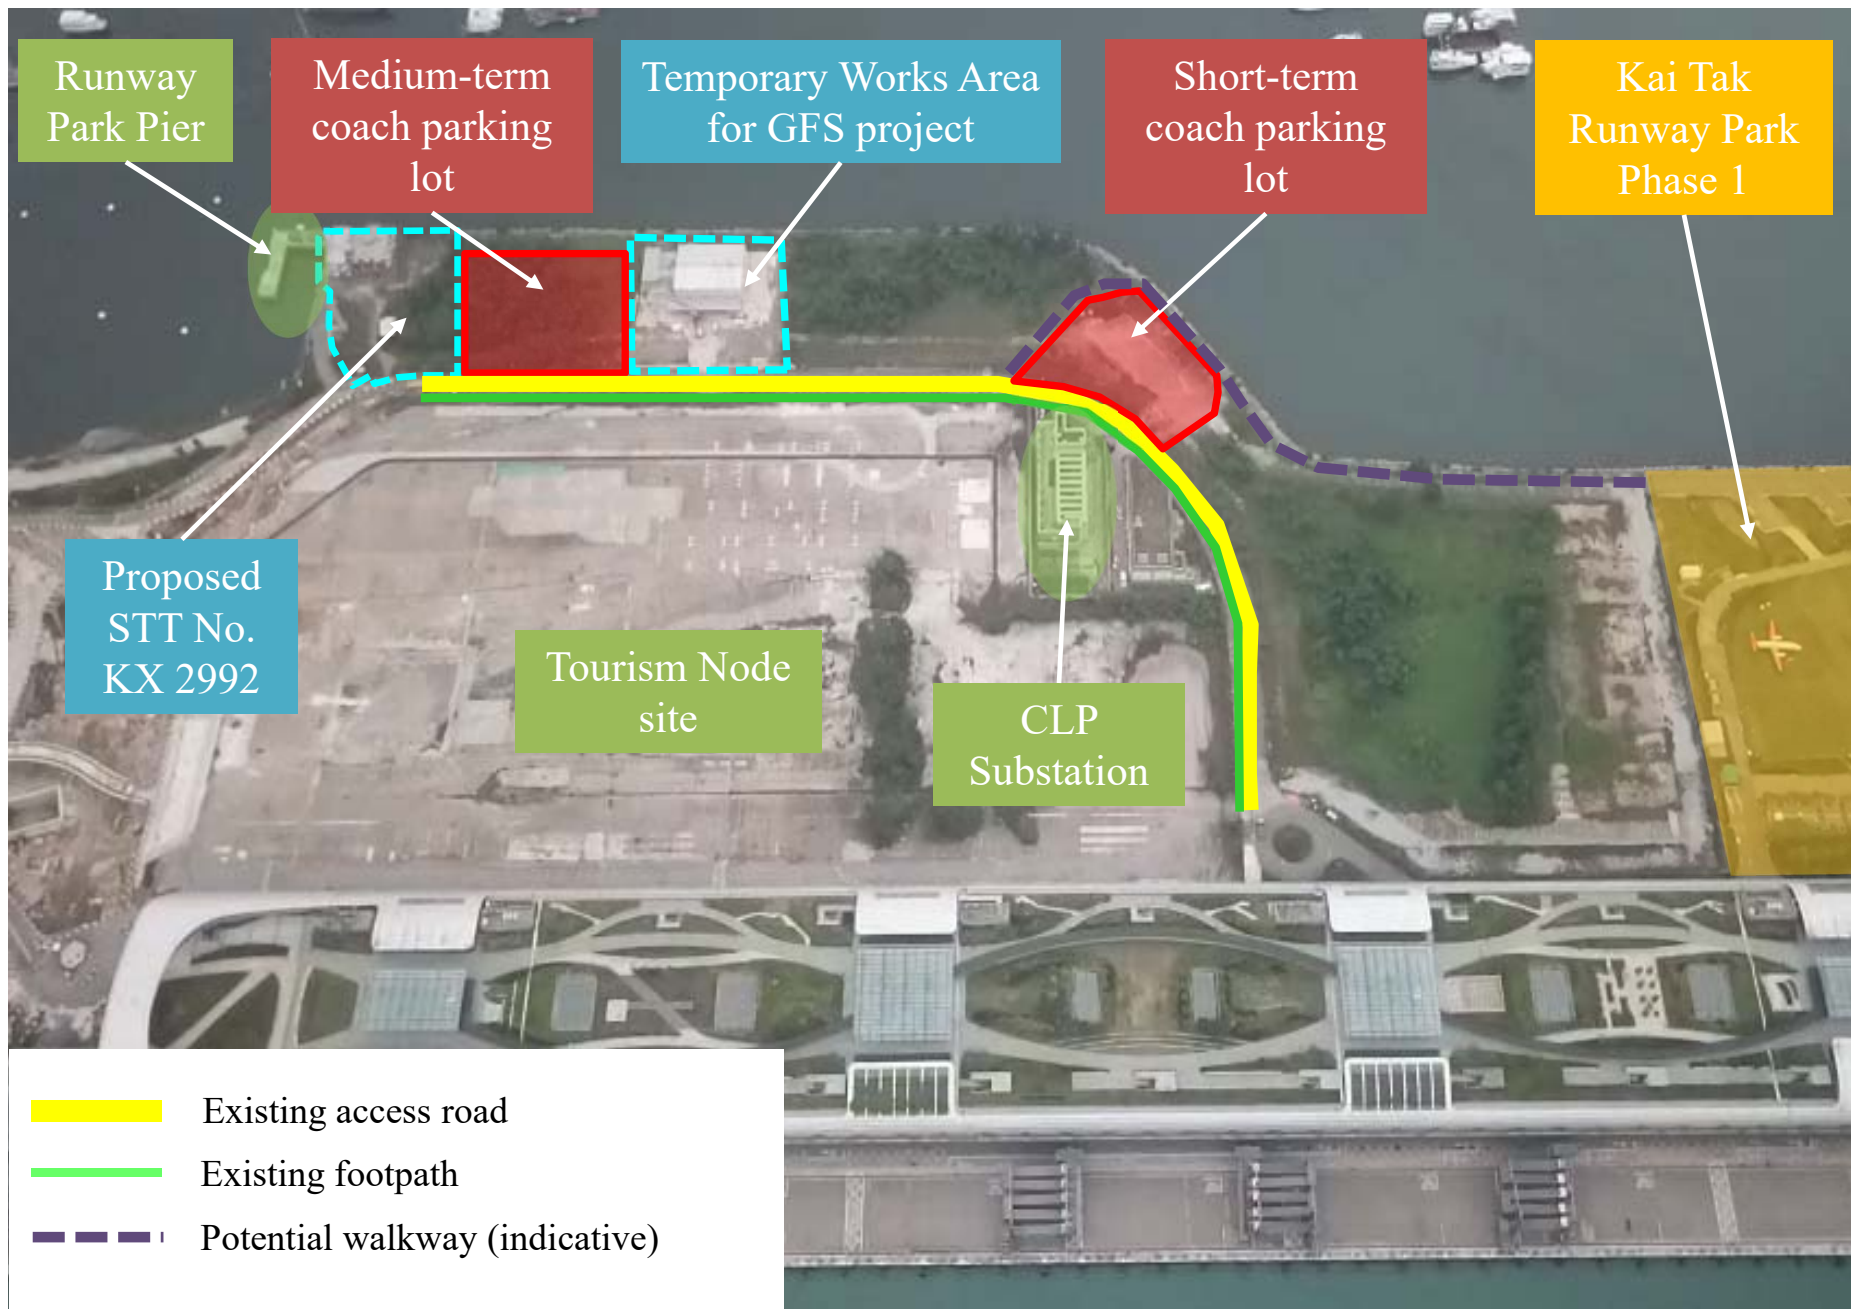 Runway
Park Pier
Medium-term
coach parking
lot
Temporary Works Area
for GFS project
Short-term
coach parking
lot
Kai Tak
Runway Park
Phase 1
Proposed
STT No.
KX 2992
Tourism Node
site
CLP
Substation
Existing access road
Existing footpath
Potential walkway (indicative)